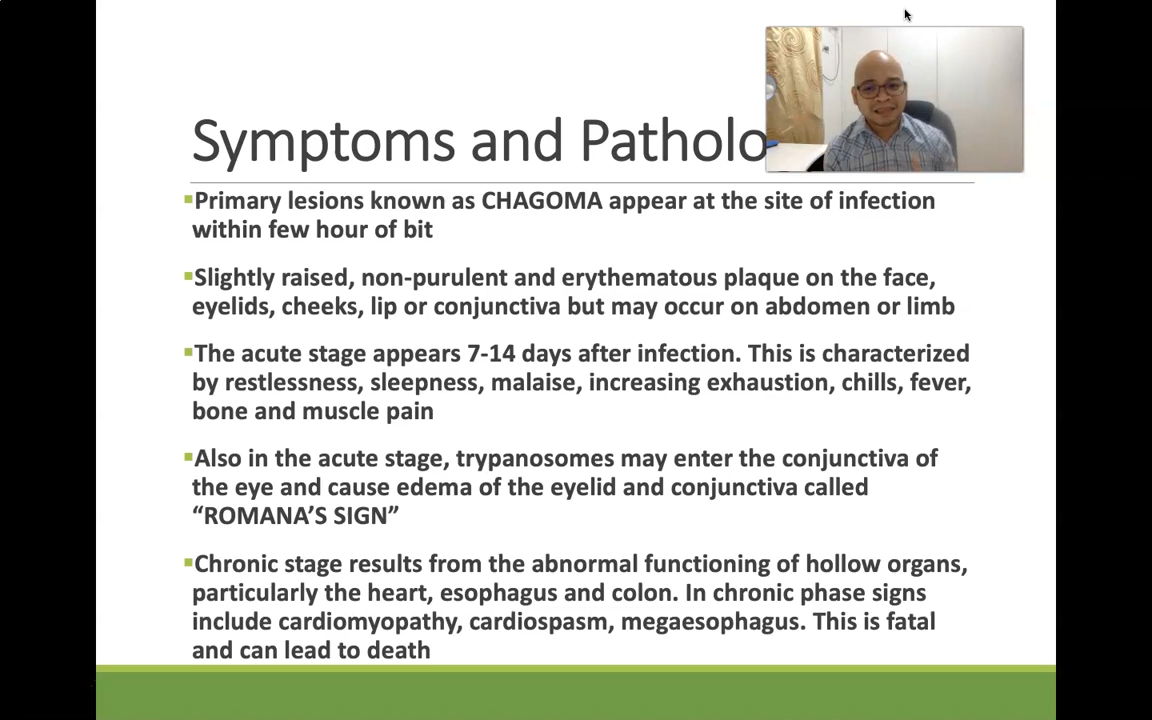 Symptoms and Patholo
▪Primary lesions known as CHAGOMA appear at the site of infection
within few hour of bit
▪Slightly raised, non-purulent and erythematous plaque on the face,
eyelids, cheeks, lip or conjunctiva but may occur on abdomen or limb
▪The acute stage appears 7-14 days after infection. This is characterized
by restlessness, sleepness, malaise, increasing exhaustion, chills, fever,
bone and muscle pain
▪Also in the acute stage, trypanosomes may enter the conjunctiva of
the eye and cause edema of the eyelid and conjunctiva called
“ROMANA’S SIGN”
▪Chronic stage results from the abnormal functioning of hollow organs,
particularly the heart, esophagus and colon. In chronic phase signs
include cardiomyopathy, cardiospasm, megaesophagus. This is fatal
and can lead to death